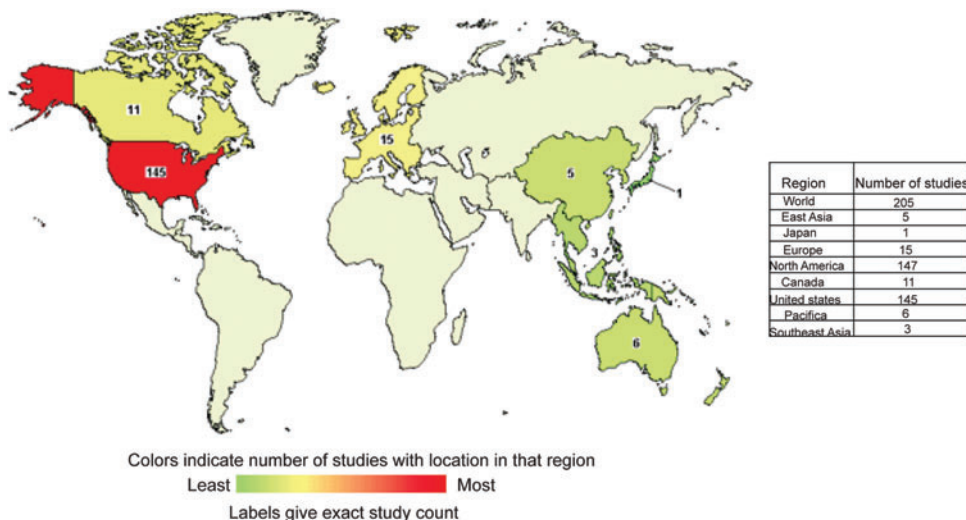 11
145
15
5
1
3
6
Region Number of studies
World 205
East Asia 5
Japan 1
Europe 15
North America 147
Canada 11
United states 145
Pacifica 6
Southeast Asia 3
Colors indicate number of studies with location in that region
Least Most
Labels give exact study count